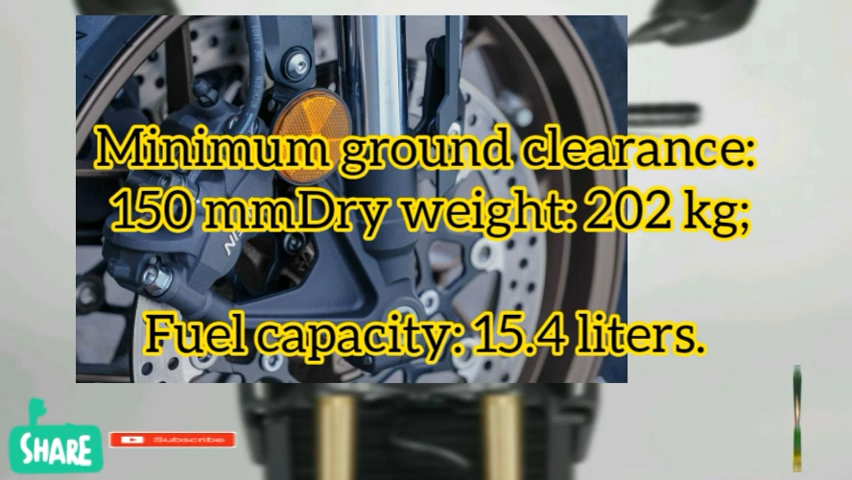 Minimum ground clearance:
150 mmDry weight: 202 kg;
Fuel capacity: 15.4 liters.
SHARE
Subscribe